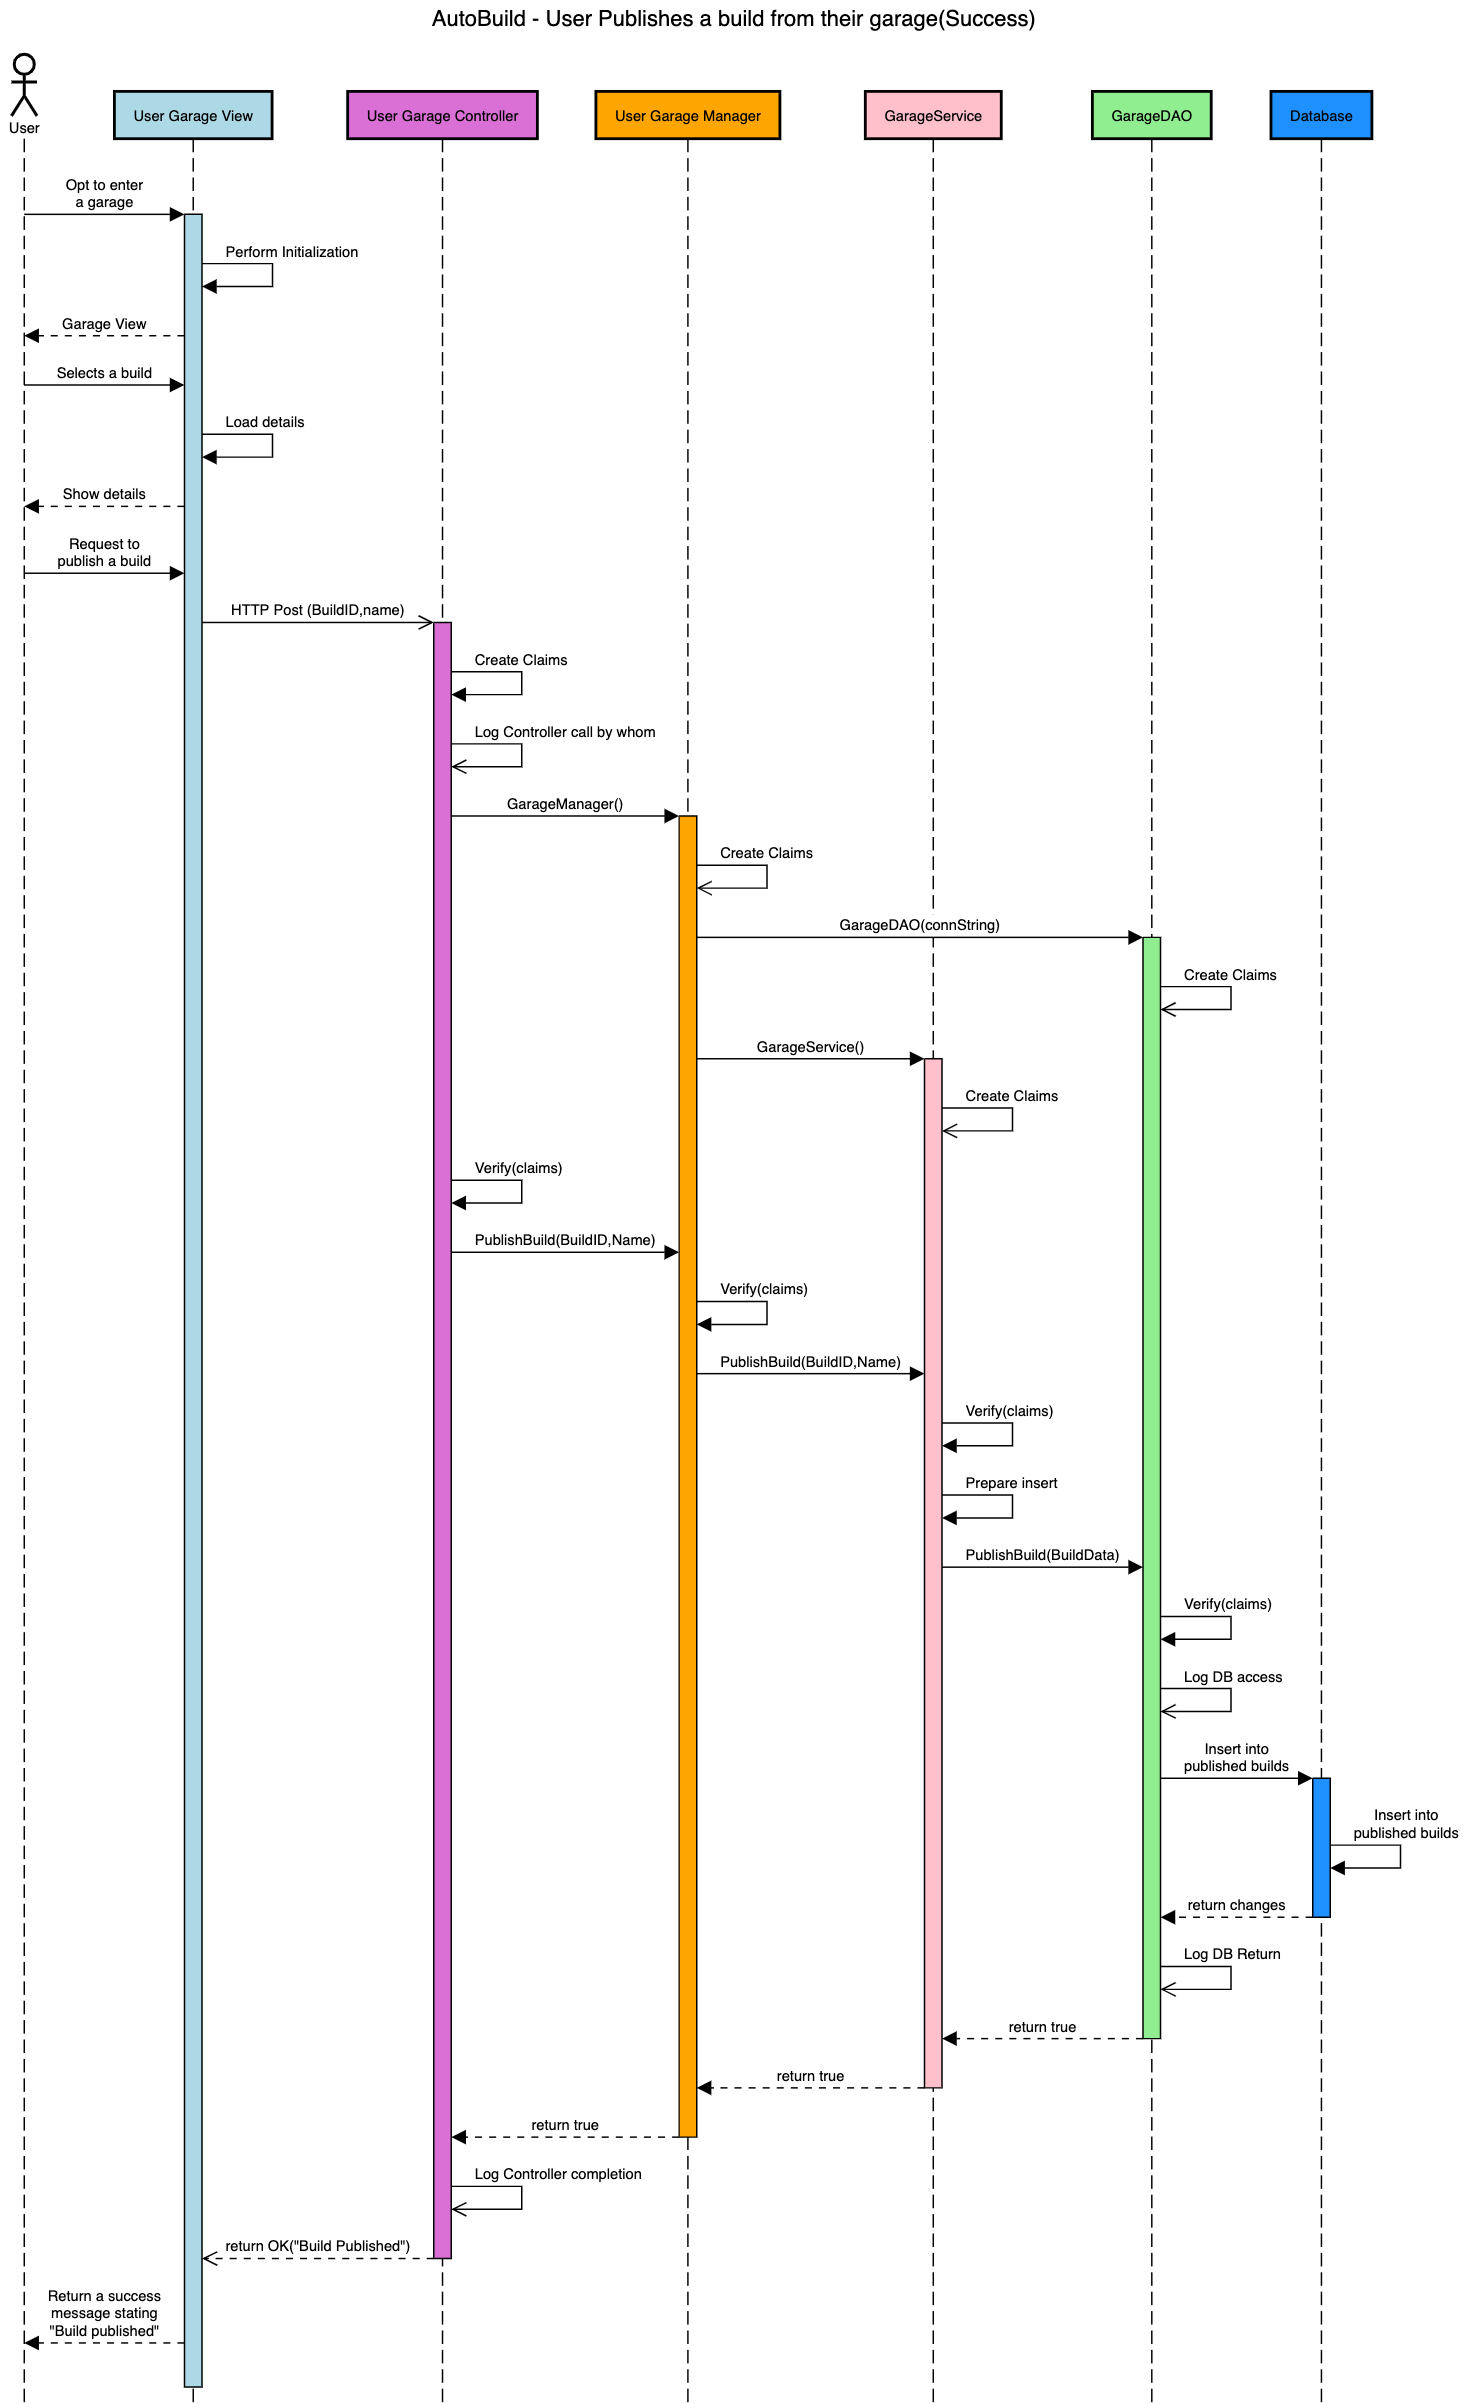 AutoBuild - User Publishes a build from their garage(Success)
User
User Garage View
User Garage Controller
User Garage Manager
GarageService
GarageDAO
Database
Opt to enter
a garage
Perform Initialization
Garage View
Selects a build
Load details
Show details
Request to
publish a build
HTTP Post (BuildID,name)
Create Claims
Log Controller call by whom
GarageManager()
Create Claims
GarageDAO(connString)
Create Claims
GarageService()
Create Claims
Verify(claims)
PublishBuild(BuildID,Name)
Verify(claims)
PublishBuild(BuildID,Name)
Verify(claims)
Prepare insert
PublishBuild(BuildData)
Verify(claims)
Log DB access
Insert into
published builds
Insert into
published builds
return changes
Log DB Return
return true
return true
return true
Log Controller completion
return OK("Build Published")
Return a success
message stating
"Build published"